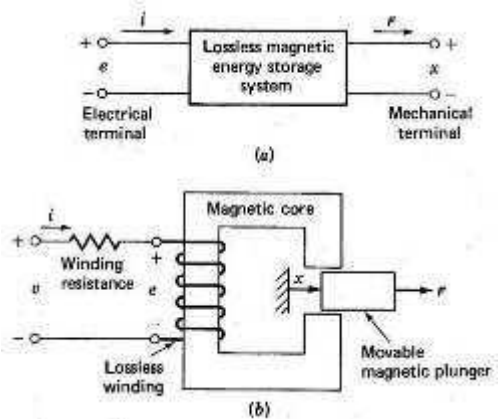 i
F
+
Lossless magnetic
energy storage
system
+
e
x
−
Electrical
terminal
−
Mechanical
terminal
(a)
i
Magnetic core
+
Winding
resistance
+
v
e
x
F
−
−
Lossless
winding
Movable
magnetic plunger
(b)